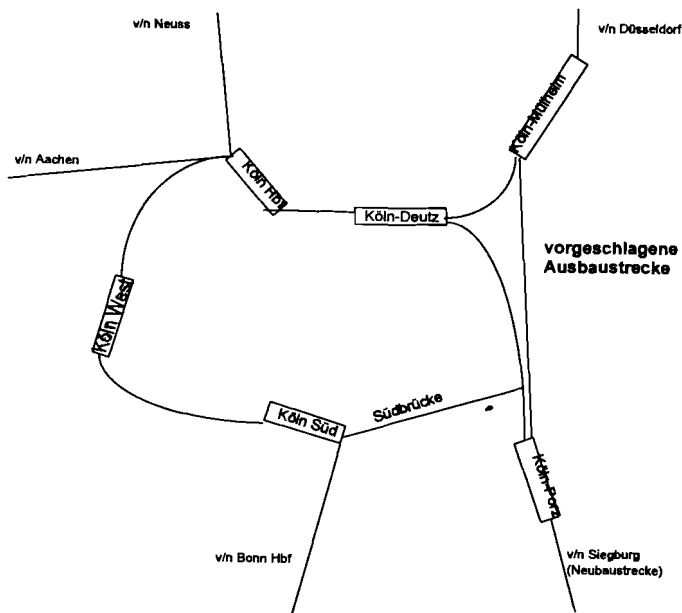 v/n Neuss
v/n Düsseldorf
Köln-Mülheim
v/n Aachen
Köln Hbf
Köln-Deutz
vorgeschlagene
Ausbaustrecke
Köln West
Südbrücke
Köln Süd
Köln-Porz
v/n Bonn Hbf
v/n Siegburg
(Neubaustrecke)